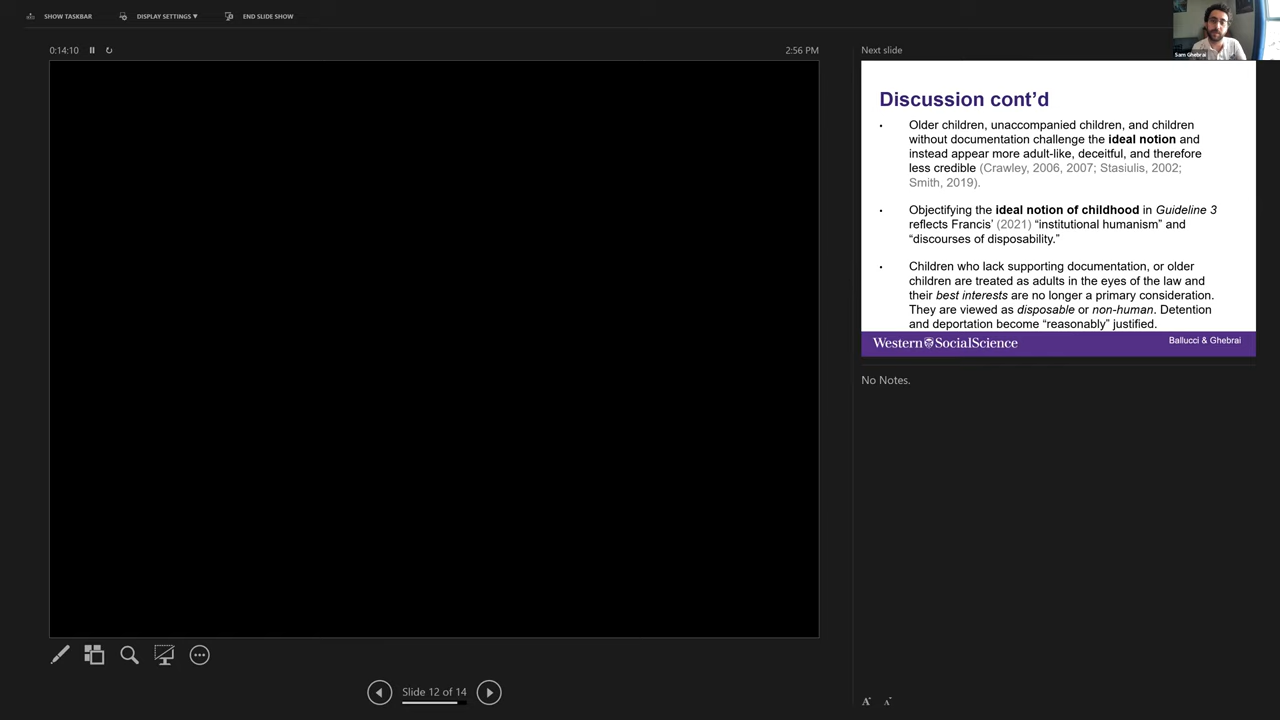 SHOW TASKBAR
DISPLAY SETTINGS ▼
END SLIDE SHOW
0:14:10
2:56 PM
Next slide
Sam Ghebrai
Discussion cont’d
• Older children, unaccompanied children, and children
without documentation challenge the ideal notion and
instead appear more adult-like, deceitful, and therefore
less credible (Crawley, 2006, 2007; Stasiulis, 2002;
Smith, 2019).
• Objectifying the ideal notion of childhood in Guideline 3
reflects Francis’ (2021) “institutional humanism” and
“discourses of disposability.”
• Children who lack supporting documentation, or older
children are treated as adults in the eyes of the law and
their best interests are no longer a primary consideration.
They are viewed as disposable or non-human. Detention
and deportation become “reasonably” justified.
Western SocialScience
Ballucci & Ghebrai
No Notes.
Slide 12 of 14
A A